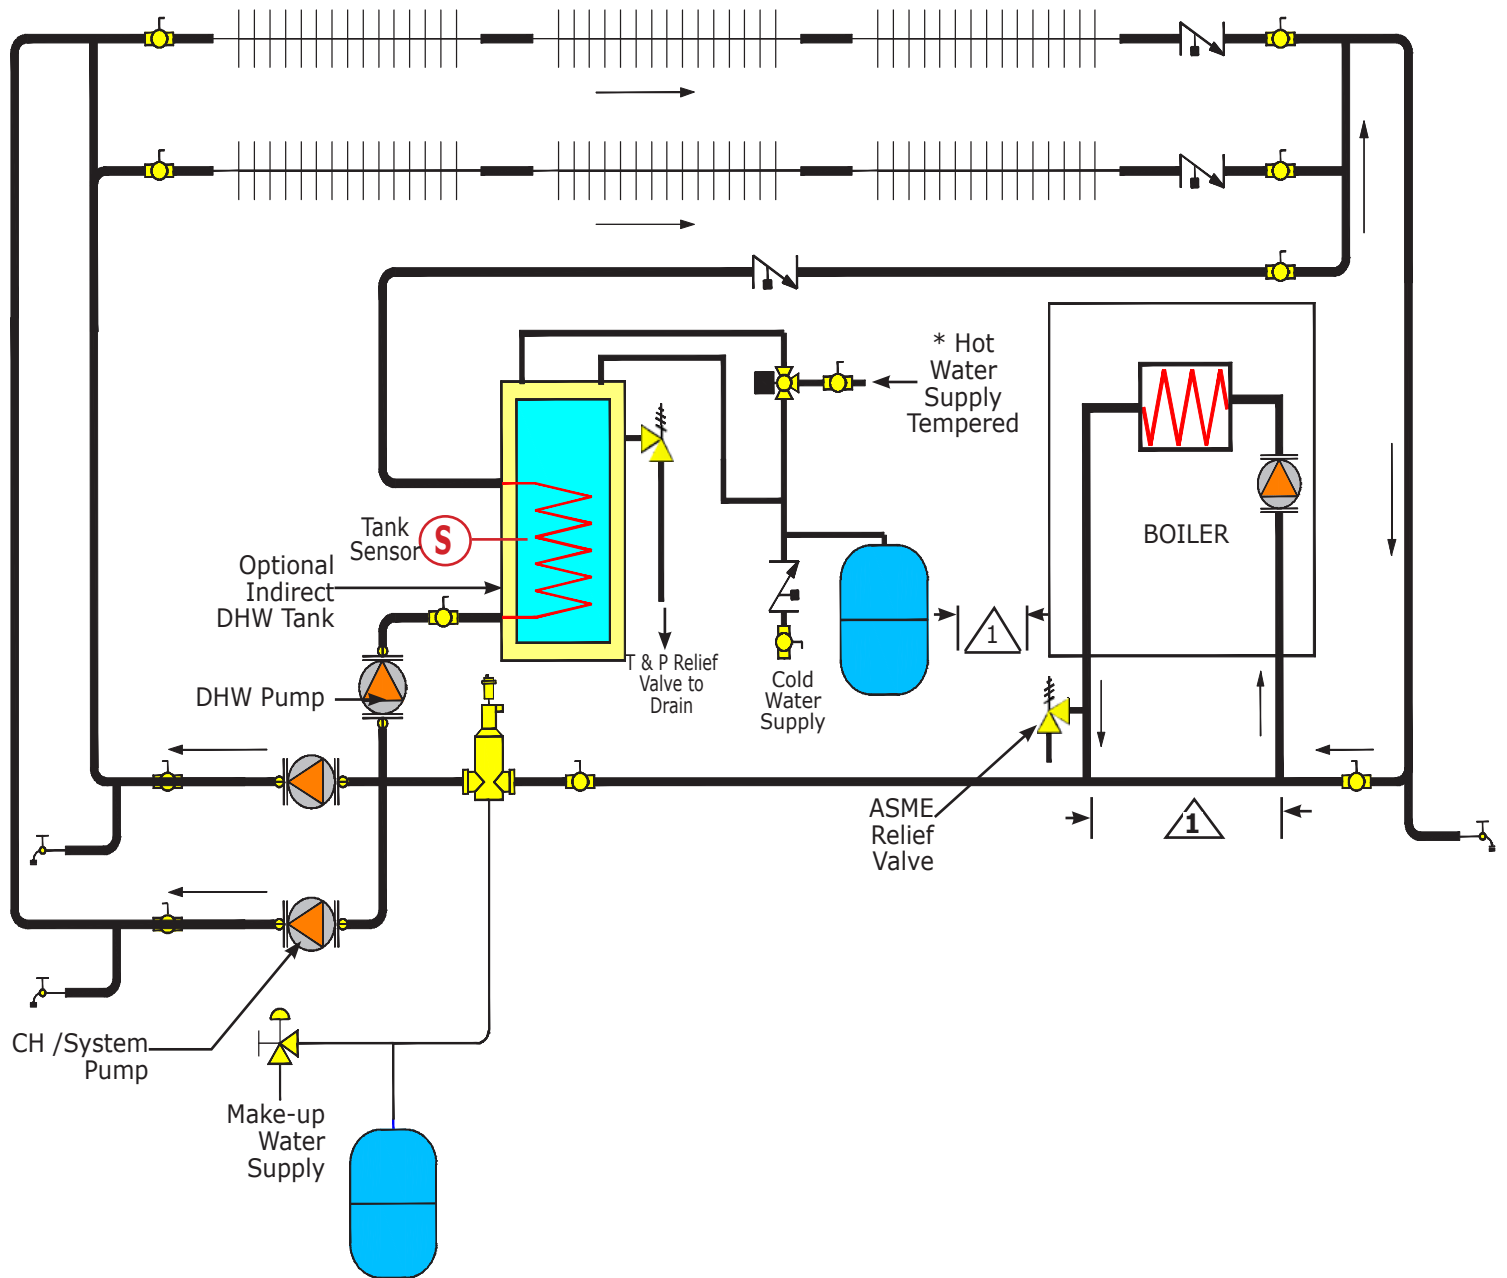 * Hot
Water
Supply
Tempered
BOILER
Tank
Sensor
S
Optional
Indirect
DHW Tank
1
T & P Relief
Valve to
Drain
Cold
Water
Supply
DHW Pump
ASME
Relief
Valve
1
CH /System
Pump
Make-up
Water
Supply